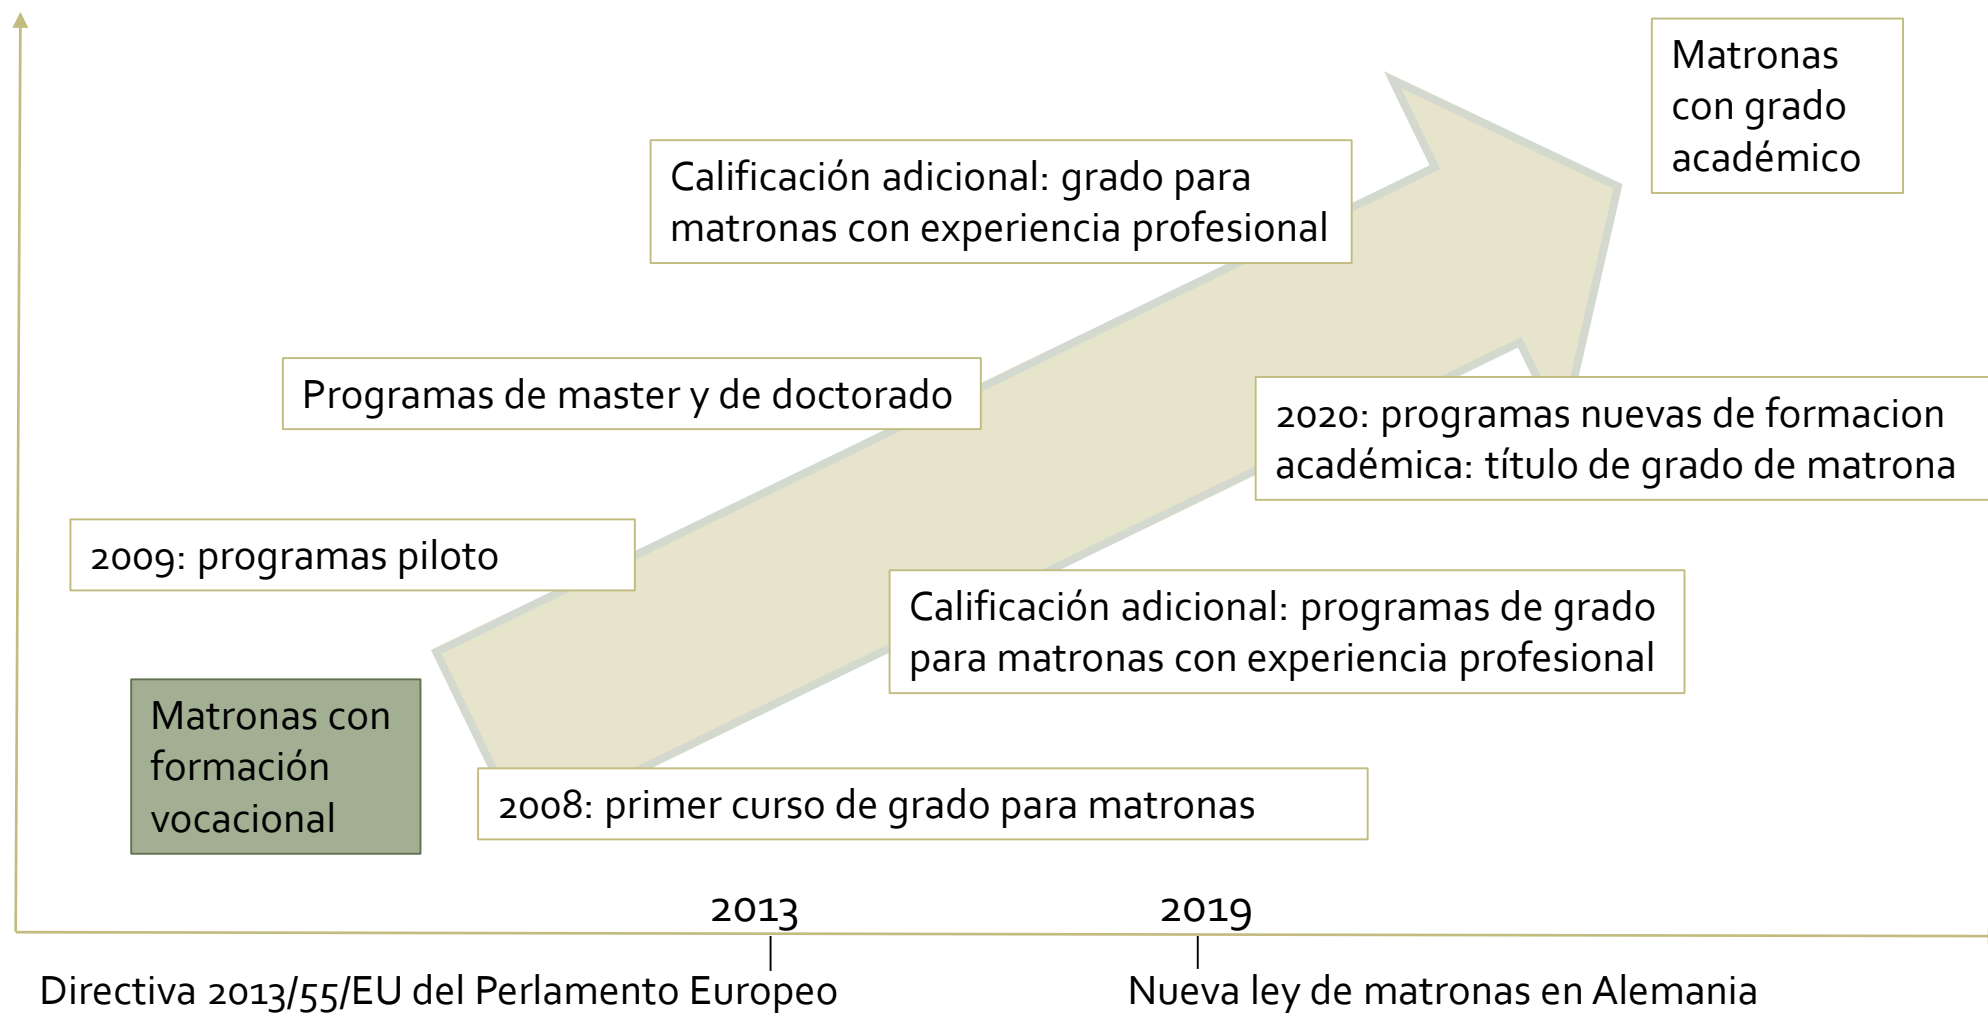 Matronas
con grado
académico
Calificación adicional: grado para
matronas con experiencia profesional
Programas de master y de doctorado
2020: programas nuevas de formacion
académica: título de grado de matrona
2009: programas piloto
Calificación adicional: programas de grado
para matronas con experiencia profesional
Matronas con
formación
vocacional
2008: primer curso de grado para matronas
2013
2019
Directiva 2013/55/EU del Perlamento Europeo
Nueva ley de matronas en Alemania